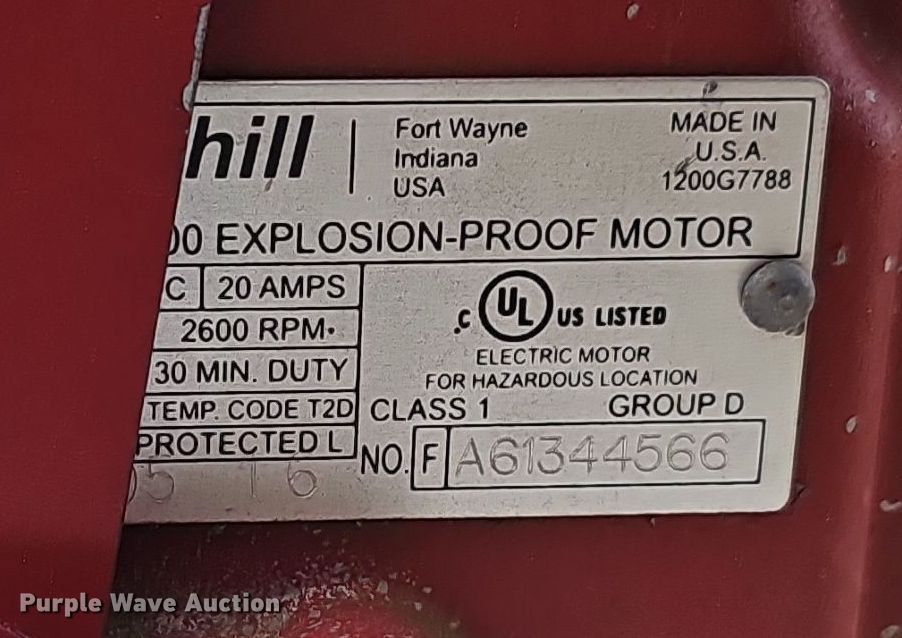 hill
Fort Wayne
Indiana
USA
MADE IN
U.S.A.
1200G7788
00 EXPLOSION-PROOF MOTOR
C 20 AMPS
2600 RPM
30 MIN. DUTY
TEMP. CODE T2D
PROTECTED L
05 16
C UL US LISTED
ELECTRIC MOTOR
FOR HAZARDOUS LOCATION
CLASS 1 GROUP D
NO. F A61344566
Purple Wave Auction